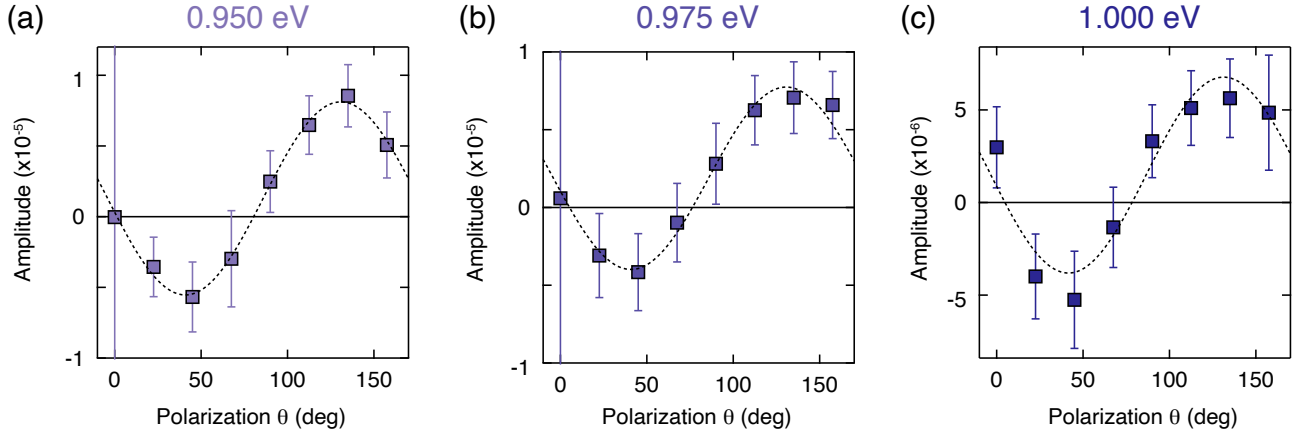 (a)
0.950 eV
Amplitude (x10⁻⁵)
1
0
-1
0
50
100
150
Polarization θ (deg)
(b)
0.975 eV
Amplitude (x10⁻⁵)
1
0
-1
0
50
100
150
Polarization θ (deg)
(c)
1.000 eV
Amplitude (x10⁻⁶)
5
0
-5
0
50
100
150
Polarization θ (deg)